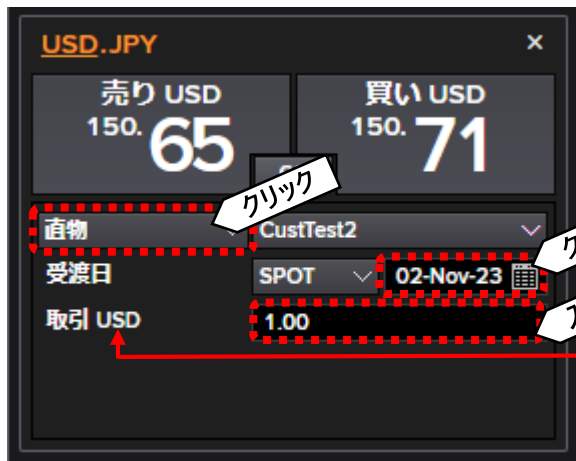 USD.JPY ×
売り USD 買い USD
150.65 150.71
クリック
直物 CustTest2
受渡日 SPOT 02-Nov-23
取引 USD 1.00